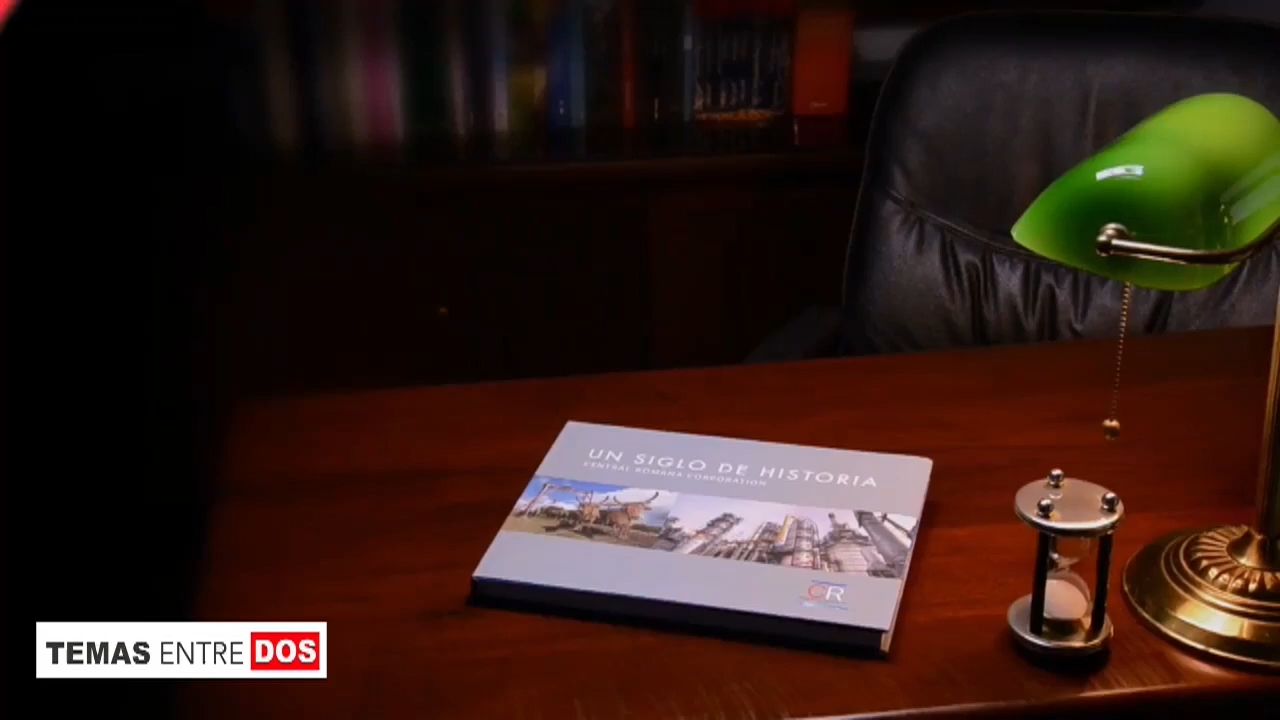 UN SIGLO DE HISTORIA
CENTRAL ROMANA CORPORATION
CR
TEMAS ENTRE DOS